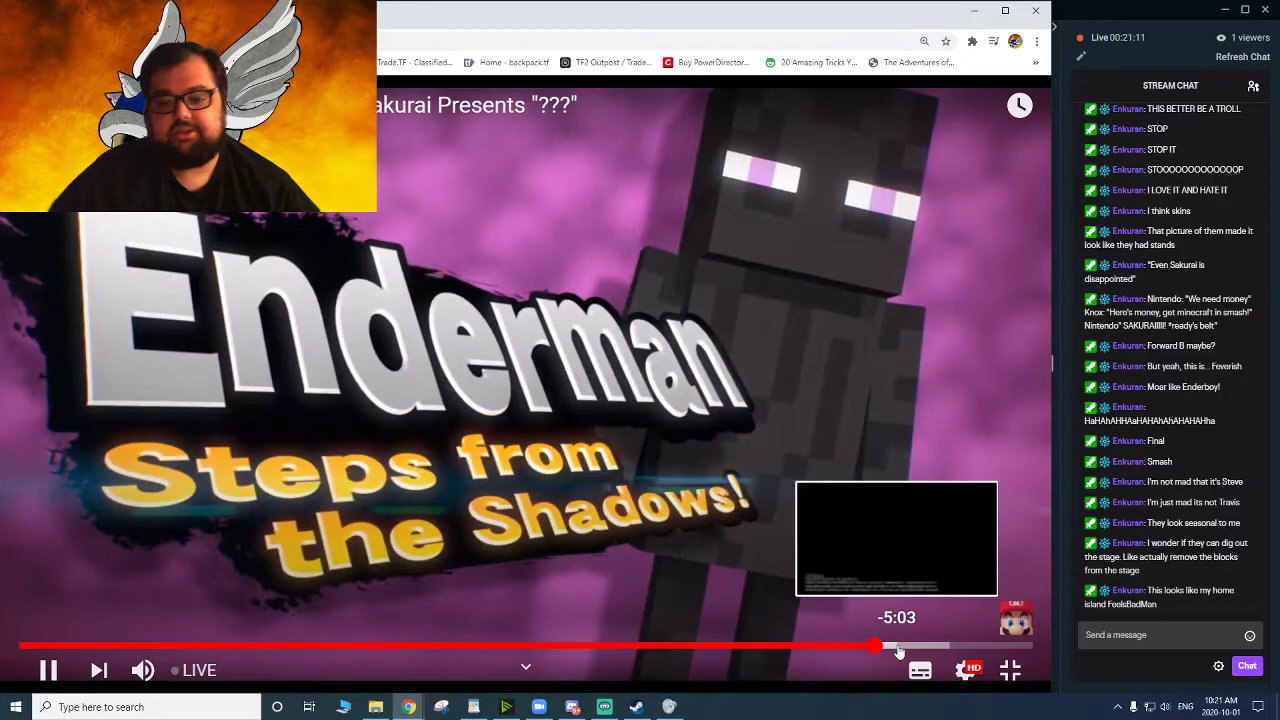 Live 00:21:11
1 viewers
Refresh Chat
Trade.TF - Classified...
Home - backpack.tf
TF2 Outpost / Trade...
Buy PowerDirector...
20 Amazing Tricks Y...
The Adventures of...
»
akurai Presents "???"
Enderman
Steps from
the Shadows!
-5:03
LIVE
HD
STREAM CHAT
Enkuran: THIS BETTER BE A TROLL
Enkuran: STOP
Enkuran: STOP IT
Enkuran: STOOOOOOOOOOOOP
Enkuran: I LOVE IT AND HATE IT
Enkuran: I think skins
Enkuran: That picture of them made it
look like they had stands
Enkuran: "Even Sakurai is
disappointed"
Enkuran: Nintendo: "We need money"
Knox: "Here's money, get minecraft in smash!"
Nintendo" SAKURAIIIII! *ready's belt"
Enkuran: Forward B maybe?
Enkuran: But yeah, this is... Feverish
Enkuran: Moar like Enderboy!
Enkuran:
HaHAhAHHAaHAHAhAhAHAHAHha
Enkuran: Final
Enkuran: Smash
Enkuran: I'm not mad that it's Steve
Enkuran: I'm just mad its not Travis
Enkuran: They look seasonal to me
Enkuran: I wonder if they can dig out
the stage. Like actually remove the blocks
from the stage
Enkuran: This looks like my home
island FeelsBadMan
Send a message
Chat
Type here to search
ENG
10:21 AM
2020-10-01